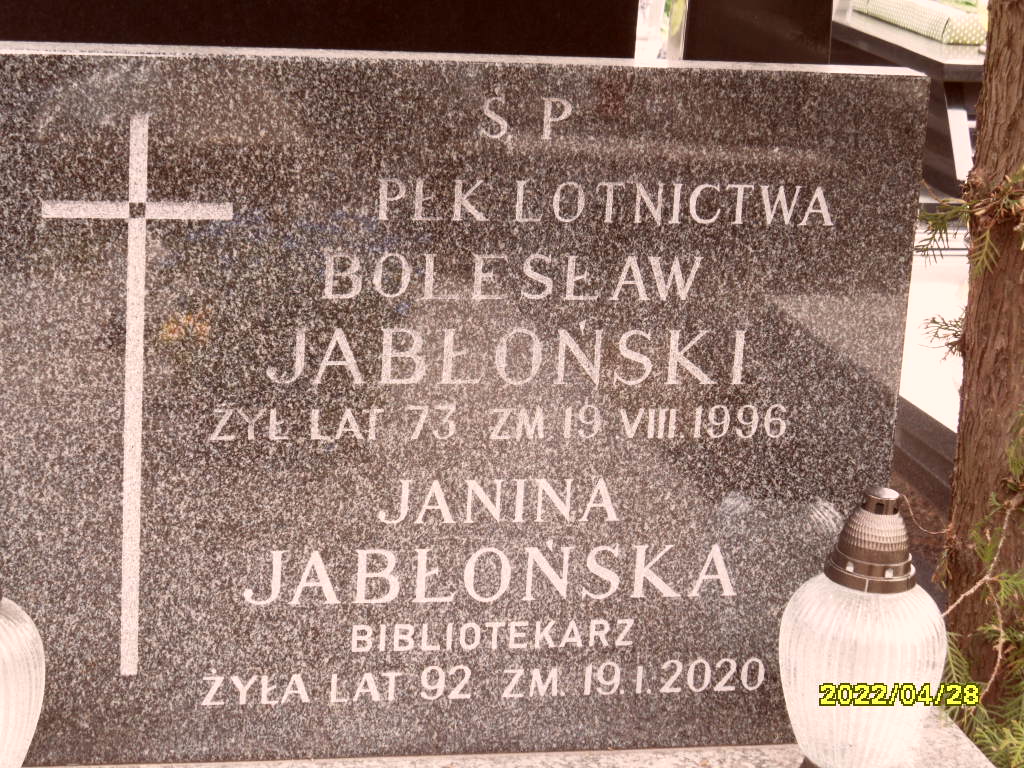 Ś P
PŁK LOTNICTWA
BOLESŁAW
JABŁOŃSKI
ŻYŁ LAT 73 ZM 19 VIII.1996
JANINA
JABŁOŃSKA
BIBLIOTEKARZ
ŻYŁA LAT 92 ZM. 19.I.2020
2022/04/28